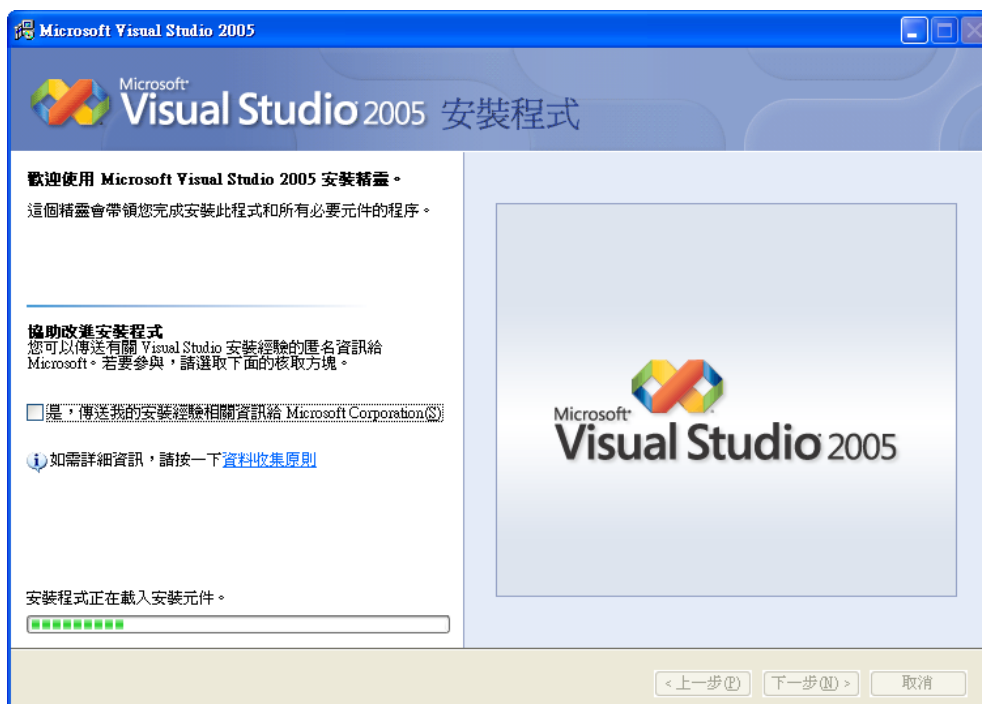 Microsoft Visual Studio 2005
Microsoft®
Visual Studio 2005 安裝程式
歡迎使用 Microsoft Visual Studio 2005 安裝精靈。
這個精靈會帶領您完成安裝此程式和所有必要元件的程序。
協助改進安裝程式
您可以傳送有關 Visual Studio 安裝經驗的匿名資訊給
Microsoft。若要參與，請選取下面的核取方塊。
是，傳送我的安裝經驗相關資訊給 Microsoft Corporation(S)
如需詳細資訊，請按一下資料收集原則
Microsoft®
Visual Studio 2005
安裝程式正在載入安裝元件。
<上一步(P)
下一步(N)>
取消